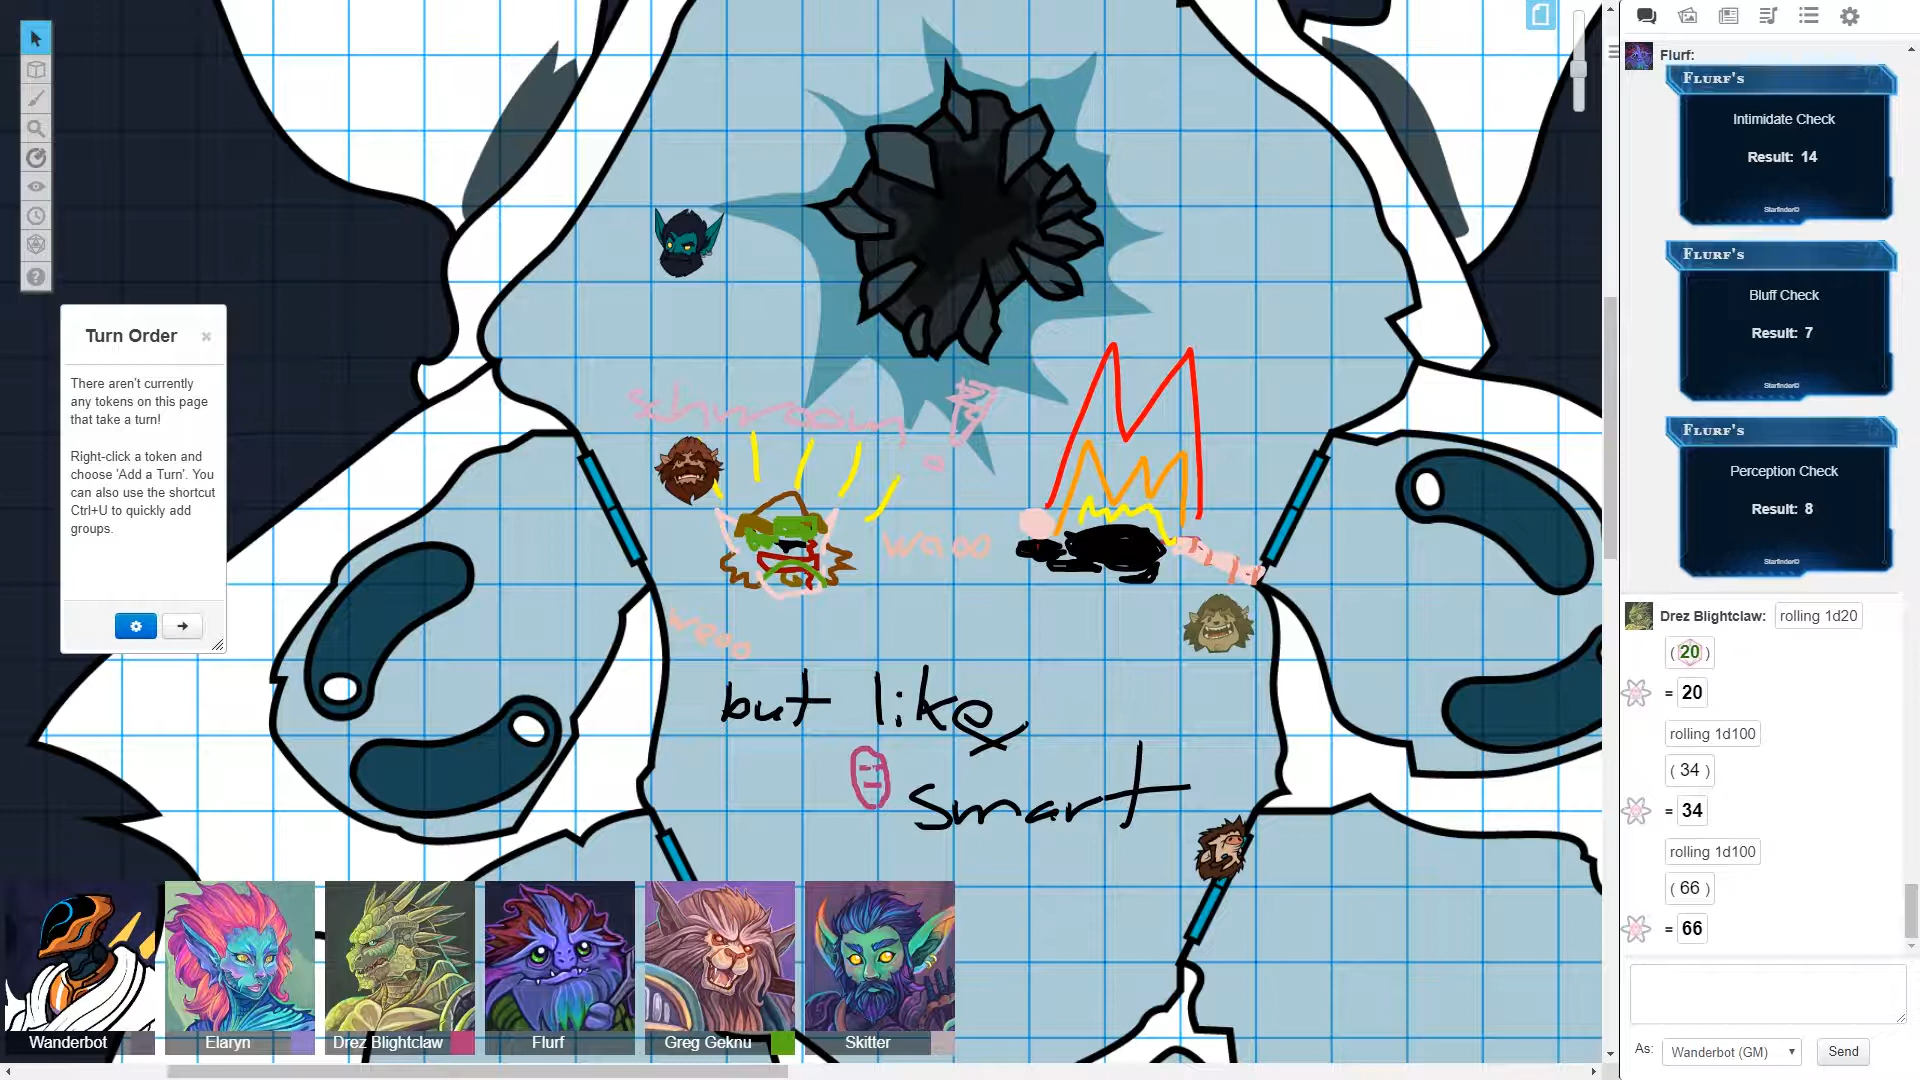 Turn Order
There aren't currently
any tokens on this page
that take a turn!
Right-click a token and
choose 'Add a Turn'. You
can also use the shortcut
Ctrl+U to quickly add
groups.
but like
smart
Wanderbot
Elaryn
Drez Blightclaw
Flurf
Greg Geknu
Skitter
Flurf:
Flurf's
Intimidate Check
Result: 14
Starfinder©
Flurf's
Bluff Check
Result: 7
Starfinder©
Flurf's
Perception Check
Result: 8
Starfinder©
Drez Blightclaw: rolling 1d20
(20)
= 20
rolling 1d100
(34)
= 34
rolling 1d100
(66)
= 66
As: Wanderbot (GM) Send